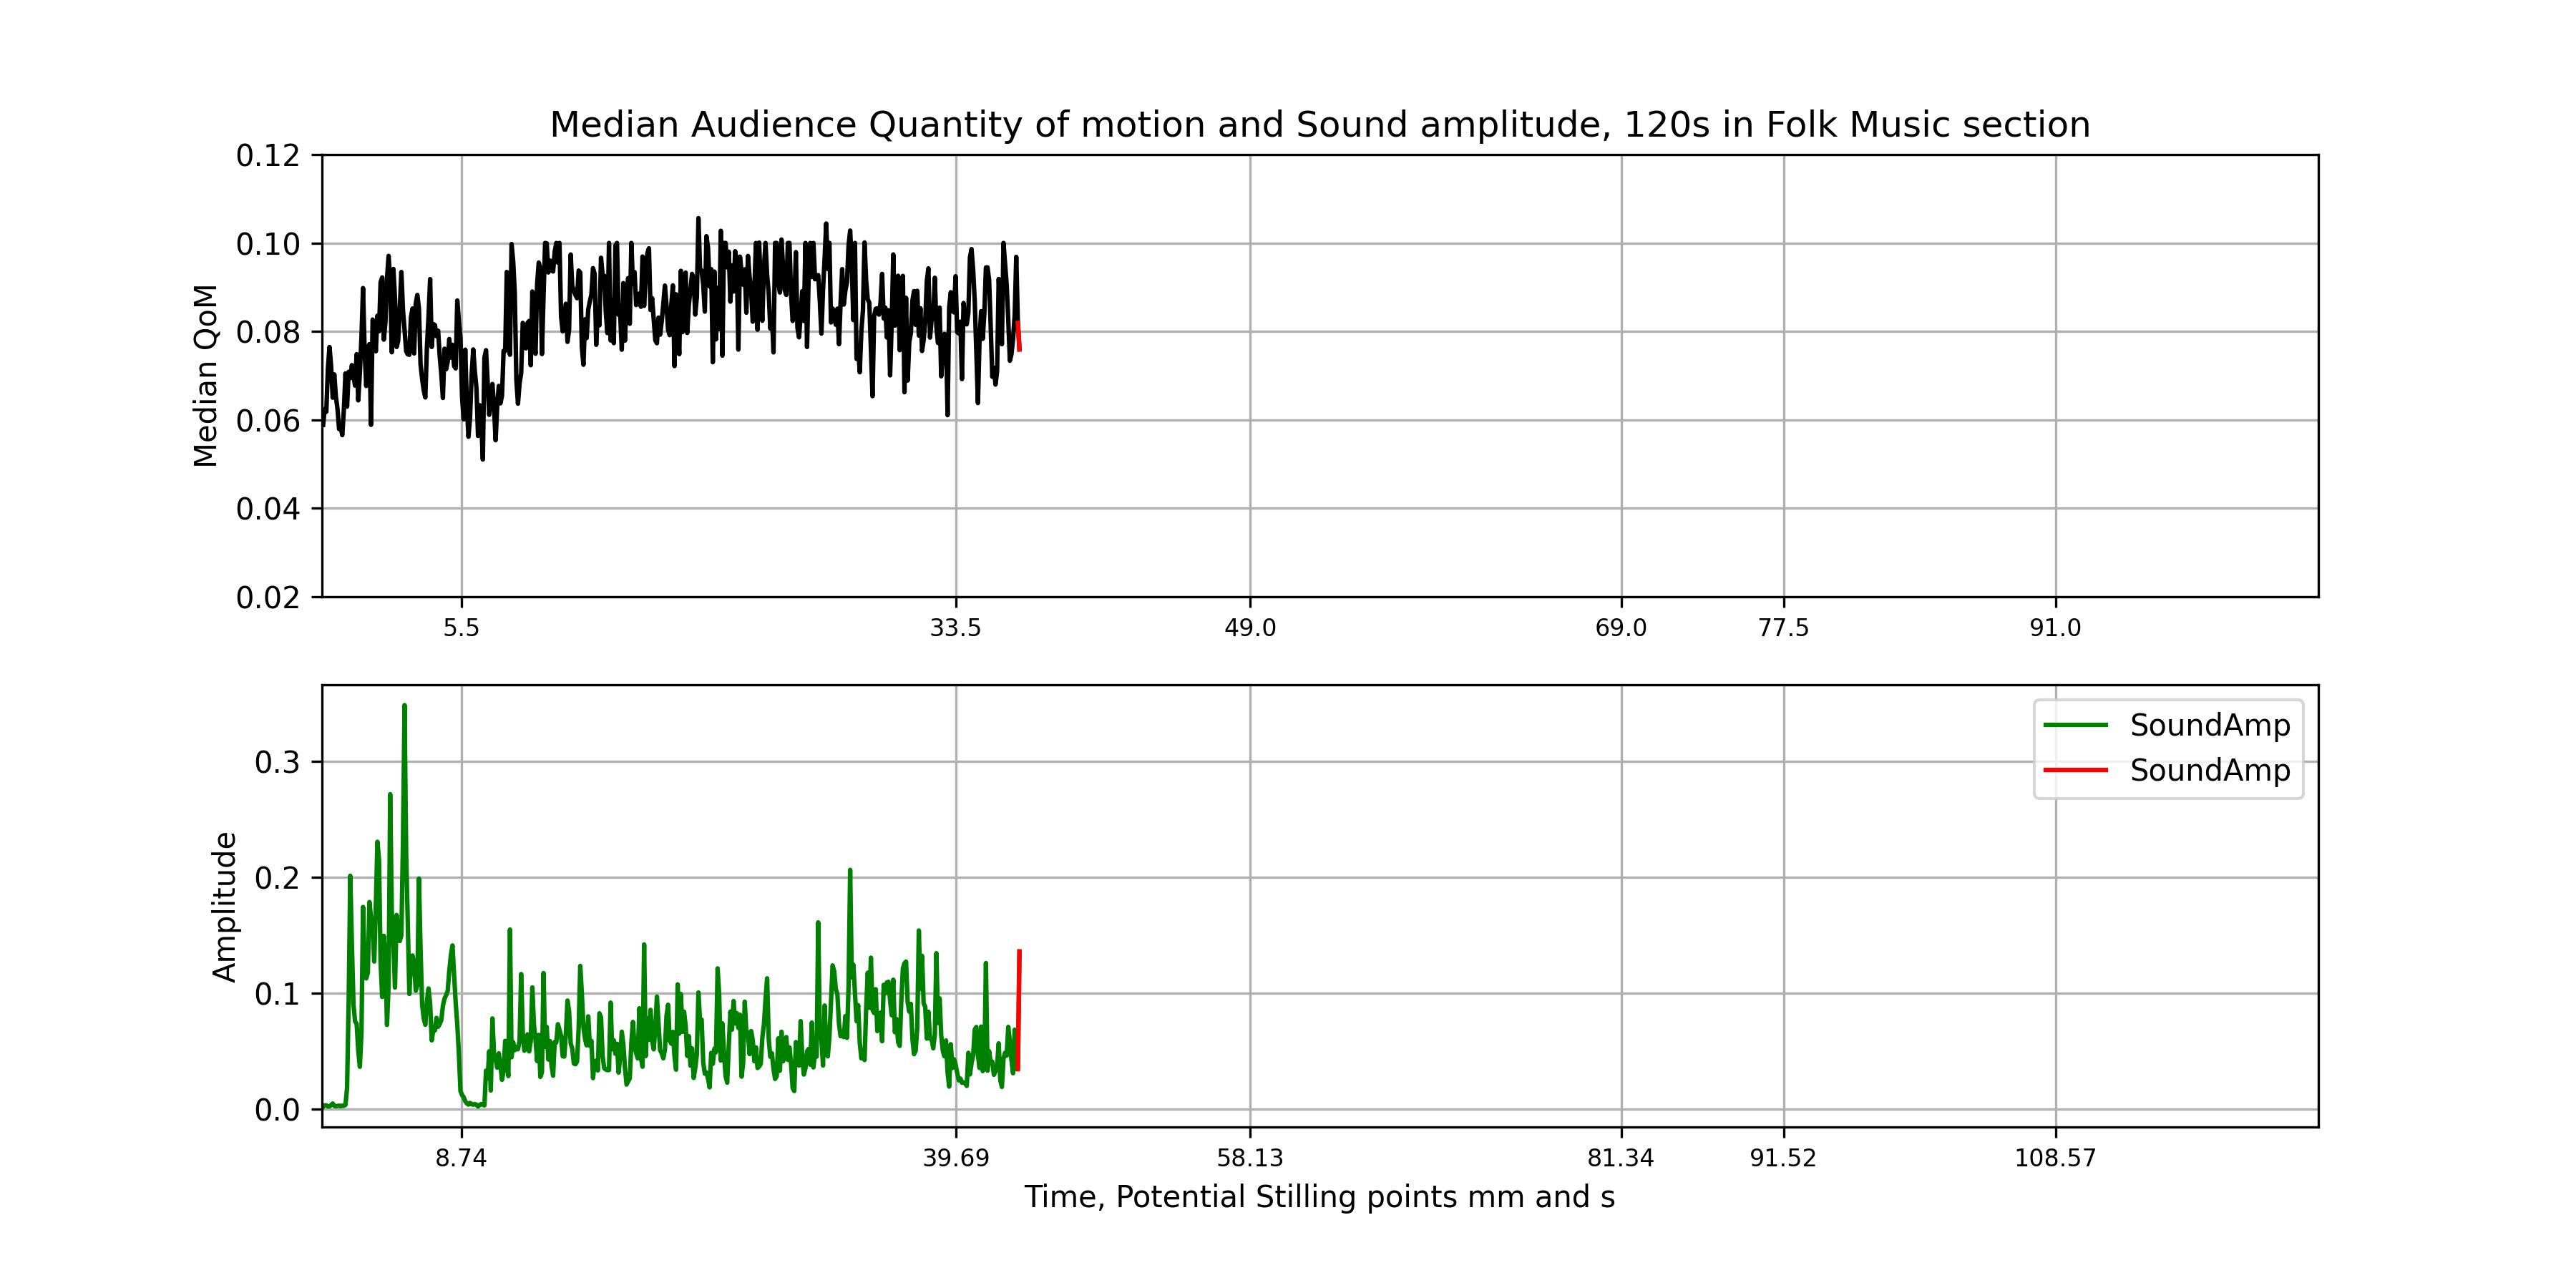 Median Audience Quantity of motion and Sound amplitude, 120s in Folk Music section
0.12
0.10
0.08
0.06
0.04
0.02
Median QoM
5.5 33.5 49.0 69.0 77.5 91.0
SoundAmp
SoundAmp
0.3
0.2
0.1
0.0
Amplitude
8.74 39.69 58.13 81.34 91.52 108.57
Time, Potential Stilling points mm and s